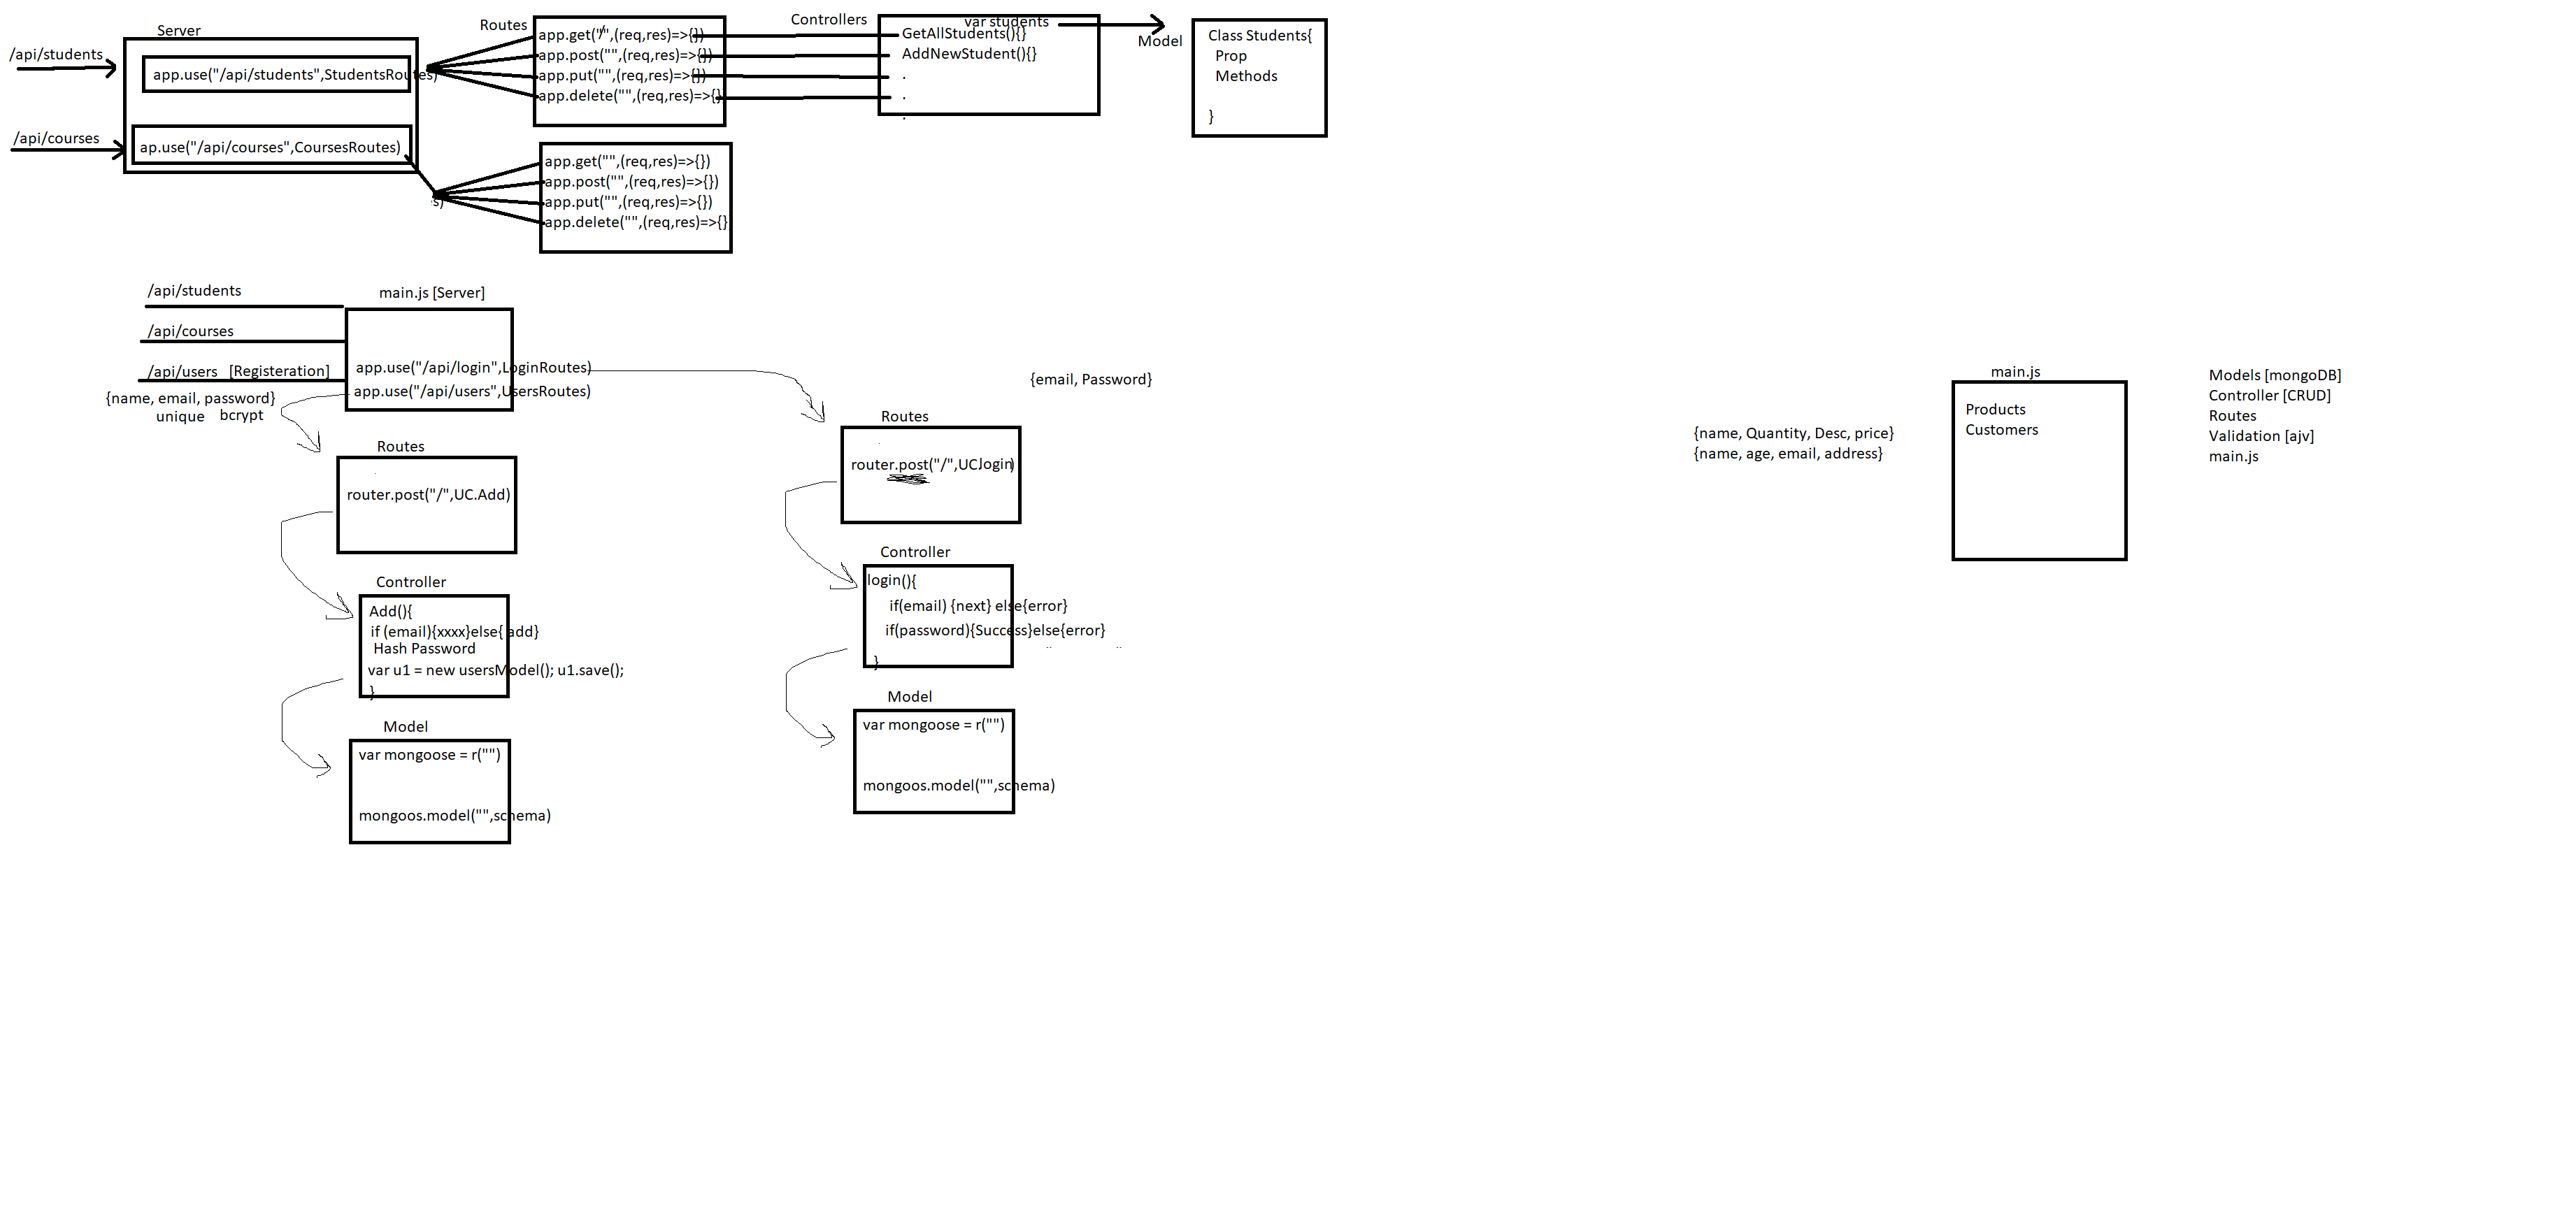 Server
/api/students
app.use("/api/students",StudentsRoutes)
/api/courses
ap.use("/api/courses",CoursesRoutes)
Routes
app.get("/",(req,res)=>{})
app.post("",(req,res)=>{})
app.put("",(req,res)=>{})
app.delete("",(req,res)=>{}
app.get("",(req,res)=>{})
app.post("",(req,res)=>{})
app.put("",(req,res)=>{})
app.delete("",(req,res)=>{}
s)
Controllers
var students
GetAllStudents(){}
AddNewStudent(){}
.
.
.
Model
Class Students{
Prop
Methods
}
/api/students
main.js [Server]
/api/courses
/api/users [Registeration]
{name, email, password}
unique bcrypt
app.use("/api/login",LoginRoutes)
app.use("/api/users",UsersRoutes)
Routes
router.post("/",UC.Add)
Controller
Add(){
if (email){xxxx}else{ add}
Hash Password
var u1 = new usersModel(); u1.save();
}
Model
var mongoose = r("")
mongoos.model("",schema)
{email, Password}
Routes
router.post("/",UC.login)
Controller
login(){
if(email) {next} else{error}
if(password){Success}else{error}
}
Model
var mongoose = r("")
mongoos.model("",schema)
{name, Quantity, Desc, price}
{name, age, email, address}
main.js
Products
Customers
Models [mongoDB]
Controller [CRUD]
Routes
Validation [ajv]
main.js